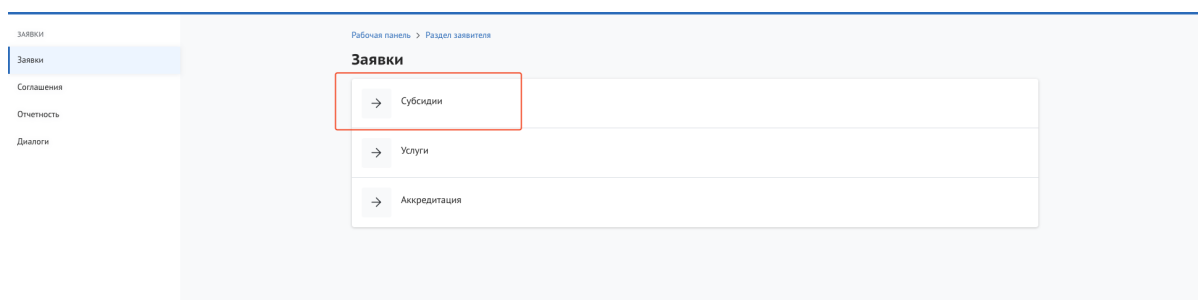 ЗАЯВКИ
Заявки
Соглашения
Отчетность
Диалоги
Рабочая панель > Раздел заявителя
Заявки
Субсидии
Услуги
Аккредитация